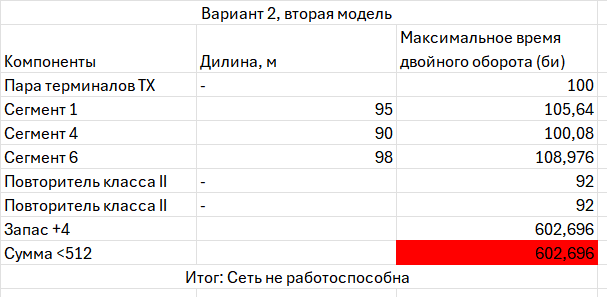 Вариант 2, вторая модель
Компоненты Дилина, м Максимальное время двойного оборота (би)
Пара терминалов TX - 100
Сегмент 1 95 105,64
Сегмент 4 90 100,08
Сегмент 6 98 108,976
Повторитель класса II - 92
Повторитель класса II - 92
Запас +4 602,696
Сумма <512 602,696
Итог: Сеть не работоспособна